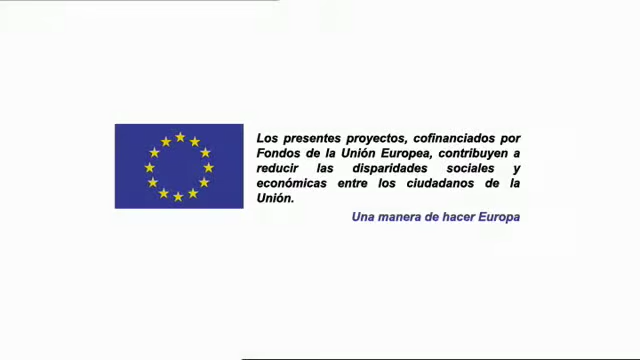 Los presentes proyectos, cofinanciados por
Fondos de la Unión Europea, contribuyen a
reducir las disparidades sociales y
económicas entre los ciudadanos de la
Unión.
Una manera de hacer Europa